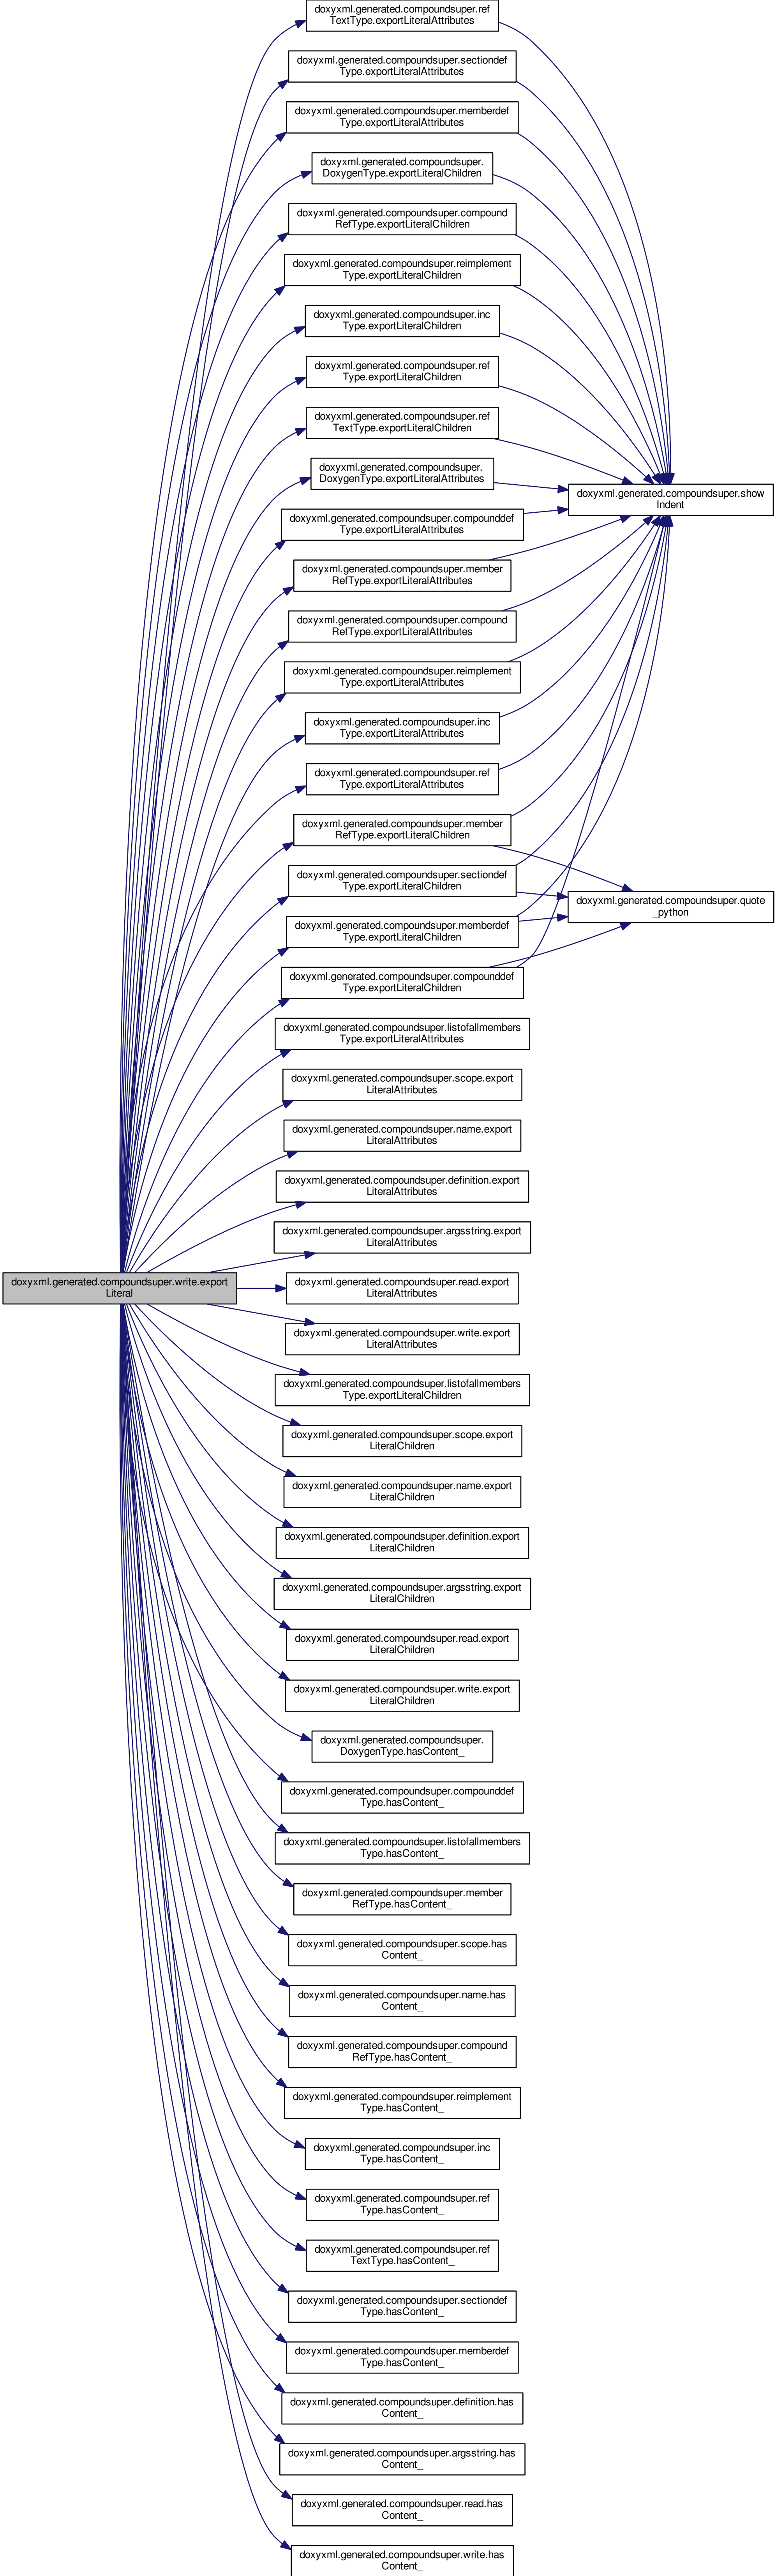 doxyxml.generated.compoundsuper.ref
TextType.exportLiteralAttributes
doxyxml.generated.compoundsuper.sectiondef
Type.exportLiteralAttributes
doxyxml.generated.compoundsuper.memberdef
Type.exportLiteralAttributes
doxyxml.generated.compoundsuper.
DoxygenType.exportLiteralChildren
doxyxml.generated.compoundsuper.compound
RefType.exportLiteralChildren
doxyxml.generated.compoundsuper.reimplement
Type.exportLiteralChildren
doxyxml.generated.compoundsuper.inc
Type.exportLiteralChildren
doxyxml.generated.compoundsuper.ref
Type.exportLiteralChildren
doxyxml.generated.compoundsuper.ref
TextType.exportLiteralChildren
doxyxml.generated.compoundsuper.
DoxygenType.exportLiteralAttributes
doxyxml.generated.compoundsuper.show
Indent
doxyxml.generated.compoundsuper.compounddef
Type.exportLiteralAttributes
doxyxml.generated.compoundsuper.member
RefType.exportLiteralAttributes
doxyxml.generated.compoundsuper.compound
RefType.exportLiteralAttributes
doxyxml.generated.compoundsuper.reimplement
Type.exportLiteralAttributes
doxyxml.generated.compoundsuper.inc
Type.exportLiteralAttributes
doxyxml.generated.compoundsuper.ref
Type.exportLiteralAttributes
doxyxml.generated.compoundsuper.member
RefType.exportLiteralChildren
doxyxml.generated.compoundsuper.sectiondef
Type.exportLiteralChildren
doxyxml.generated.compoundsuper.quote
_python
doxyxml.generated.compoundsuper.memberdef
Type.exportLiteralChildren
doxyxml.generated.compoundsuper.compounddef
Type.exportLiteralChildren
doxyxml.generated.compoundsuper.listofallmembers
Type.exportLiteralAttributes
doxyxml.generated.compoundsuper.scope.export
LiteralAttributes
doxyxml.generated.compoundsuper.name.export
LiteralAttributes
doxyxml.generated.compoundsuper.definition.export
LiteralAttributes
doxyxml.generated.compoundsuper.argsstring.export
LiteralAttributes
doxyxml.generated.compoundsuper.write.export
Literal
doxyxml.generated.compoundsuper.read.export
LiteralAttributes
doxyxml.generated.compoundsuper.write.export
LiteralAttributes
doxyxml.generated.compoundsuper.listofallmembers
Type.exportLiteralChildren
doxyxml.generated.compoundsuper.scope.export
LiteralChildren
doxyxml.generated.compoundsuper.name.export
LiteralChildren
doxyxml.generated.compoundsuper.definition.export
LiteralChildren
doxyxml.generated.compoundsuper.argsstring.export
LiteralChildren
doxyxml.generated.compoundsuper.read.export
LiteralChildren
doxyxml.generated.compoundsuper.write.export
LiteralChildren
doxyxml.generated.compoundsuper.
DoxygenType.hasContent_
doxyxml.generated.compoundsuper.compounddef
Type.hasContent_
doxyxml.generated.compoundsuper.listofallmembers
Type.hasContent_
doxyxml.generated.compoundsuper.member
RefType.hasContent_
doxyxml.generated.compoundsuper.scope.has
Content_
doxyxml.generated.compoundsuper.name.has
Content_
doxyxml.generated.compoundsuper.compound
RefType.hasContent_
doxyxml.generated.compoundsuper.reimplement
Type.hasContent_
doxyxml.generated.compoundsuper.inc
Type.hasContent_
doxyxml.generated.compoundsuper.ref
Type.hasContent_
doxyxml.generated.compoundsuper.ref
TextType.hasContent_
doxyxml.generated.compoundsuper.sectiondef
Type.hasContent_
doxyxml.generated.compoundsuper.memberdef
Type.hasContent_
doxyxml.generated.compoundsuper.definition.has
Content_
doxyxml.generated.compoundsuper.argsstring.has
Content_
doxyxml.generated.compoundsuper.read.has
Content_
doxyxml.generated.compoundsuper.write.has
Content_